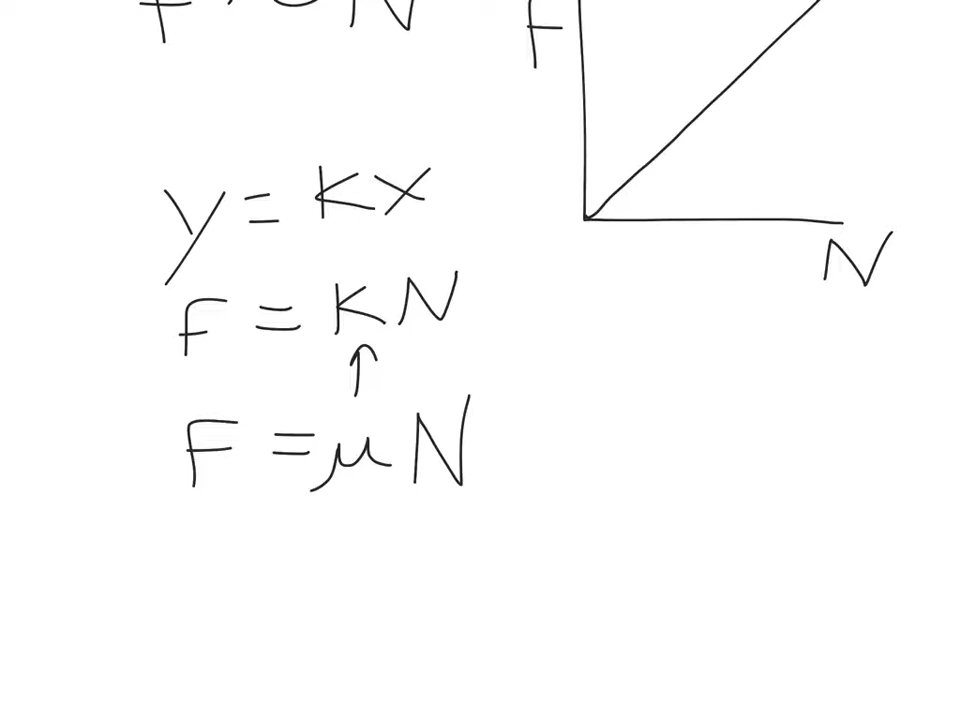 F
N
y = kx
F = kN
↑
F = μN